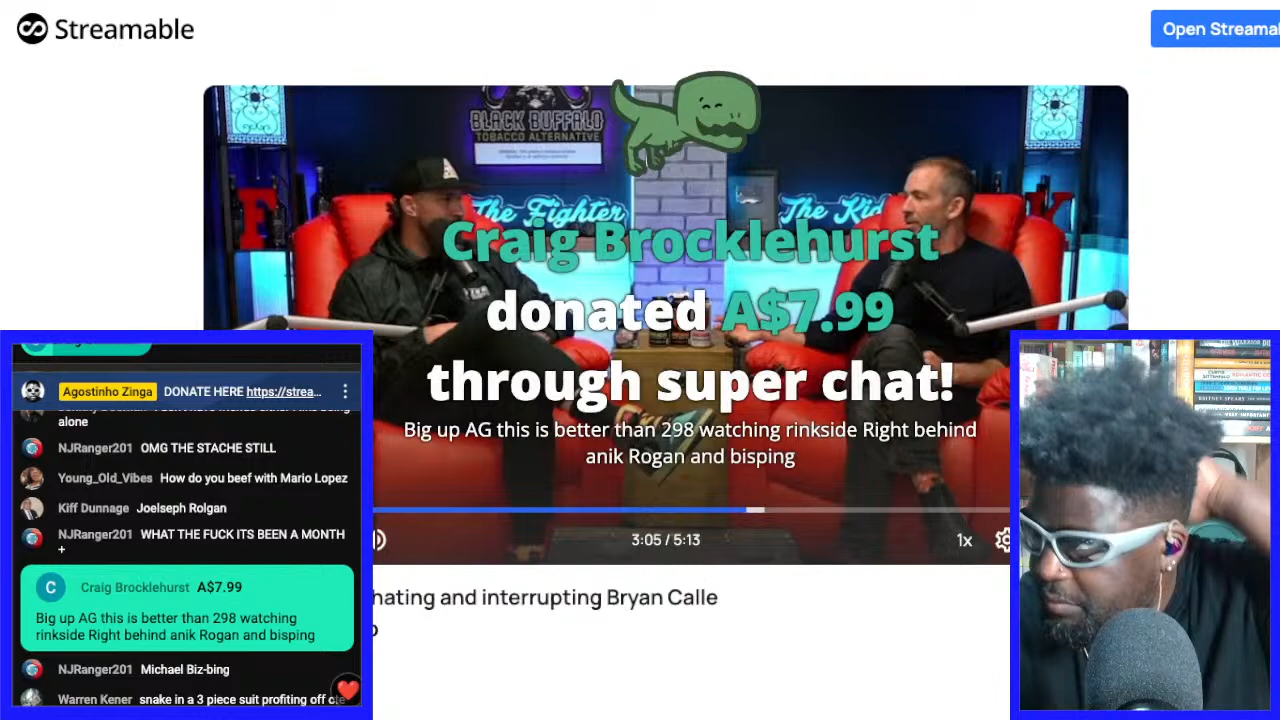 Streamable
Open Streama
BLACK BUFFALO
TOBACCO ALTERNATIVE
The Fighter
The Kid
Craig Brocklehurst
donated A$7.99
through super chat!
Big up AG this is better than 298 watching rinkside Right behind
anik Rogan and bisping
3:05 / 5:13
1x
hating and interrupting Bryan Calle
Agostinho Zinga DONATE HERE https://strea...
alone
NJRanger201 OMG THE STACHE STILL
Young_Old_Vibes How do you beef with Mario Lopez
Kiff Dunnage Joelseph Rolgan
NJRanger201 WHAT THE FUCK ITS BEEN A MONTH
+
C Craig Brocklehurst A$7.99
Big up AG this is better than 298 watching
rinkside Right behind anik Rogan and bisping
NJRanger201 Michael Biz-bing
Warren Kener snake in a 3 piece suit profiting off